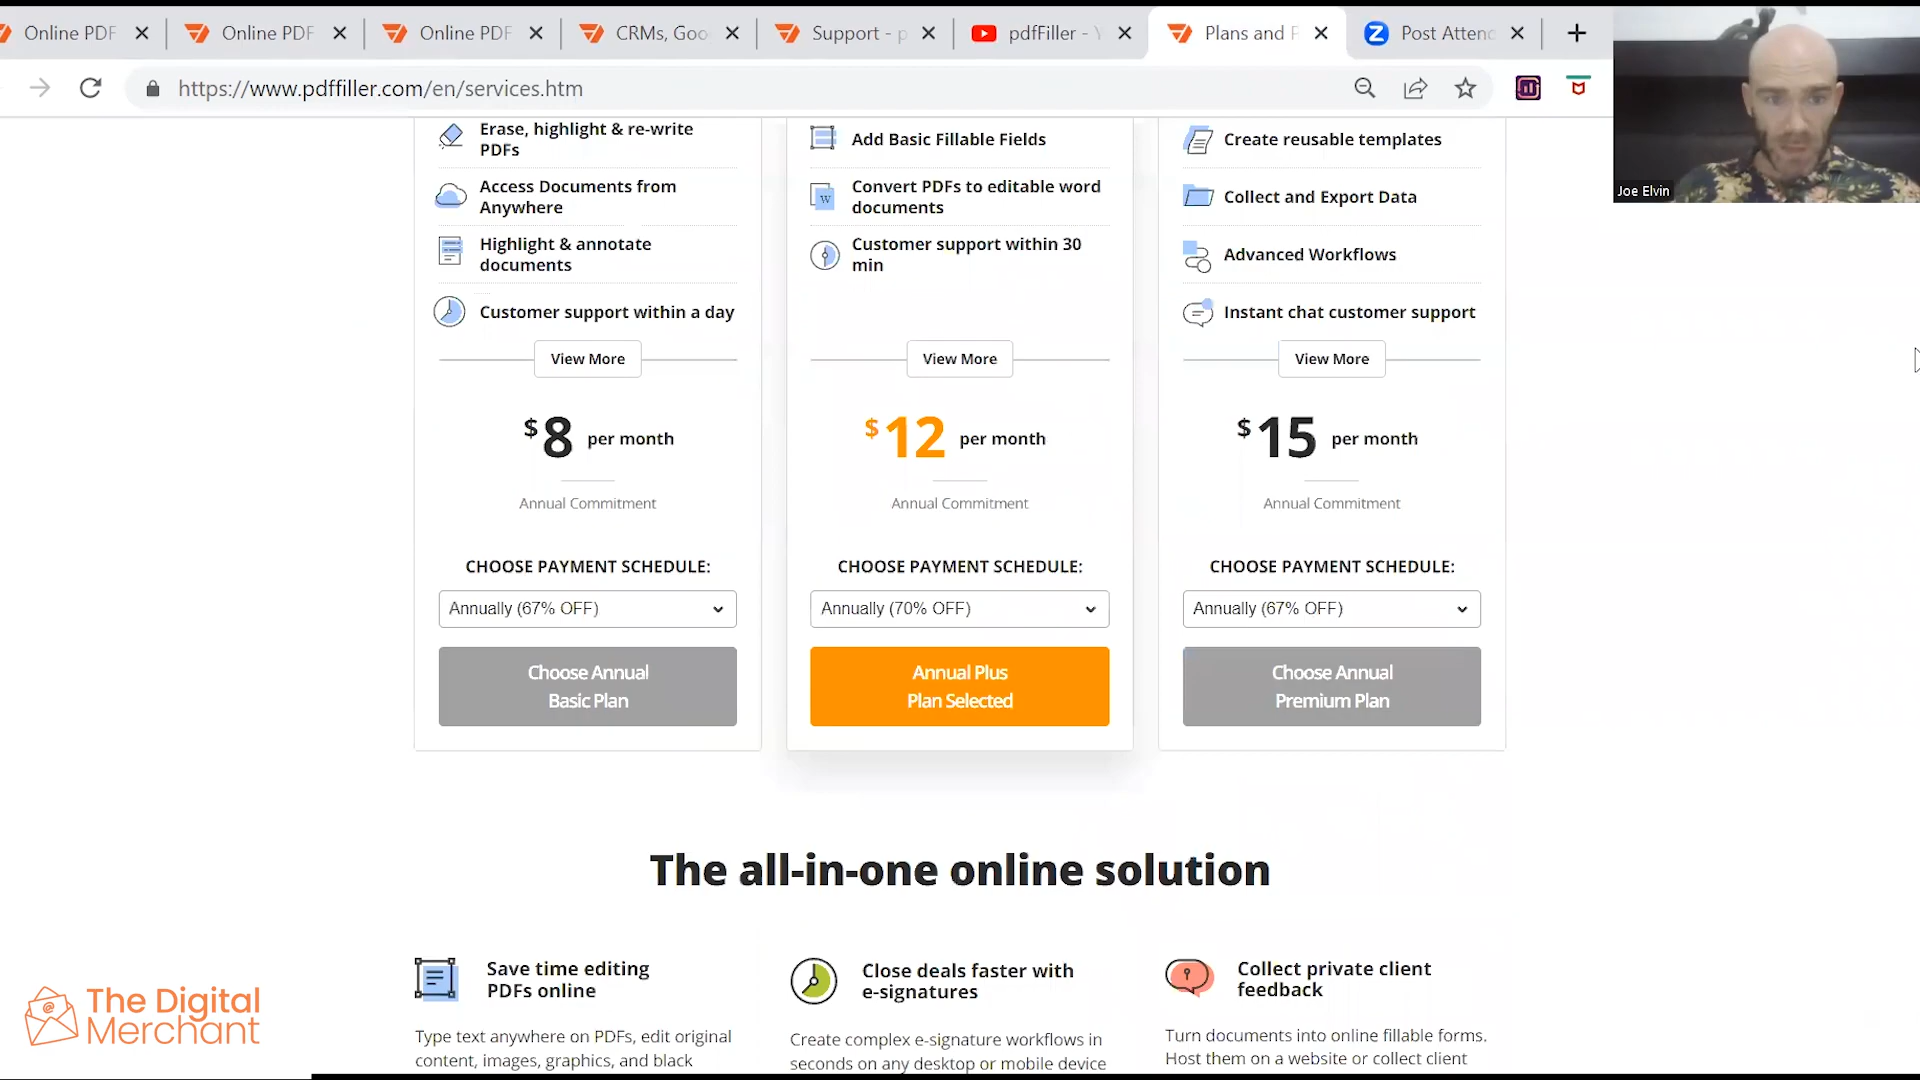 Online PDF
Online PDF
Online PDF
CRMs, Goo
Support - p
pdfFiller - Y
Plans and P
Post Attend
https://www.pdffiller.com/en/services.htm
Joe Elvin
Erase, highlight & re-write
PDFs
Access Documents from
Anywhere
Highlight & annotate
documents
Customer support within a day
View More
$8 per month
Annual Commitment
CHOOSE PAYMENT SCHEDULE:
Annually (67% OFF)
Choose Annual
Basic Plan
Add Basic Fillable Fields
Convert PDFs to editable word
documents
Customer support within 30
min
View More
$12 per month
Annual Commitment
CHOOSE PAYMENT SCHEDULE:
Annually (70% OFF)
Annual Plus
Plan Selected
Create reusable templates
Collect and Export Data
Advanced Workflows
Instant chat customer support
View More
$15 per month
Annual Commitment
CHOOSE PAYMENT SCHEDULE:
Annually (67% OFF)
Choose Annual
Premium Plan
The all-in-one online solution
Save time editing
PDFs online
Type text anywhere on PDFs, edit original
content, images, graphics, and black
Close deals faster with
e-signatures
Create complex e-signature workflows in
seconds on any desktop or mobile device
Collect private client
feedback
Turn documents into online fillable forms.
Host them on a website or collect client
The Digital
Merchant